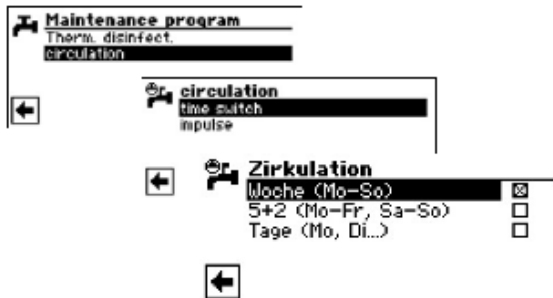 Maintenance program
Therm. disinfect.
circulation
circulation
time switch
impulse
Zirkulation
Woche (Mo-So)
5+2 (Mo-Fr, Sa-So)
Tage (Mo, Di...)